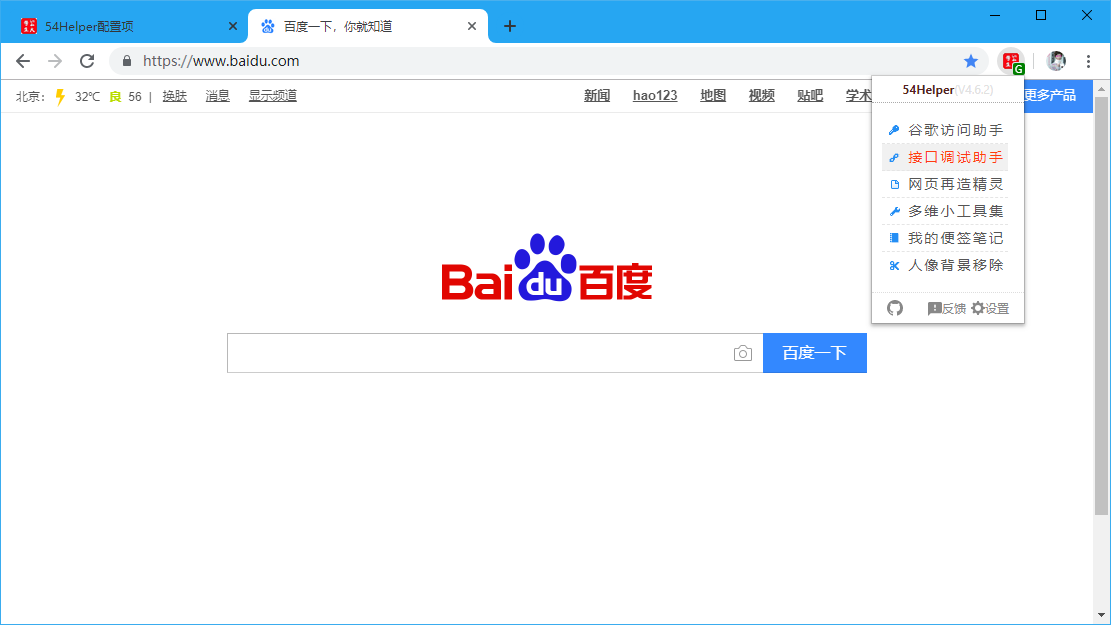 54Helper配置项
百度一下，你就知道
https://www.baidu.com
G
北京: 32℃ 良 56 | 换肤 消息 显示频道
新闻 hao123 地图 视频 贴吧 学术
更多产品
54Helper(V4.6.2)
谷歌访问助手
接口调试助手
网页再造精灵
多维小工具集
我的便签笔记
人像背景移除
反馈 设置
Bai du 百度
百度一下